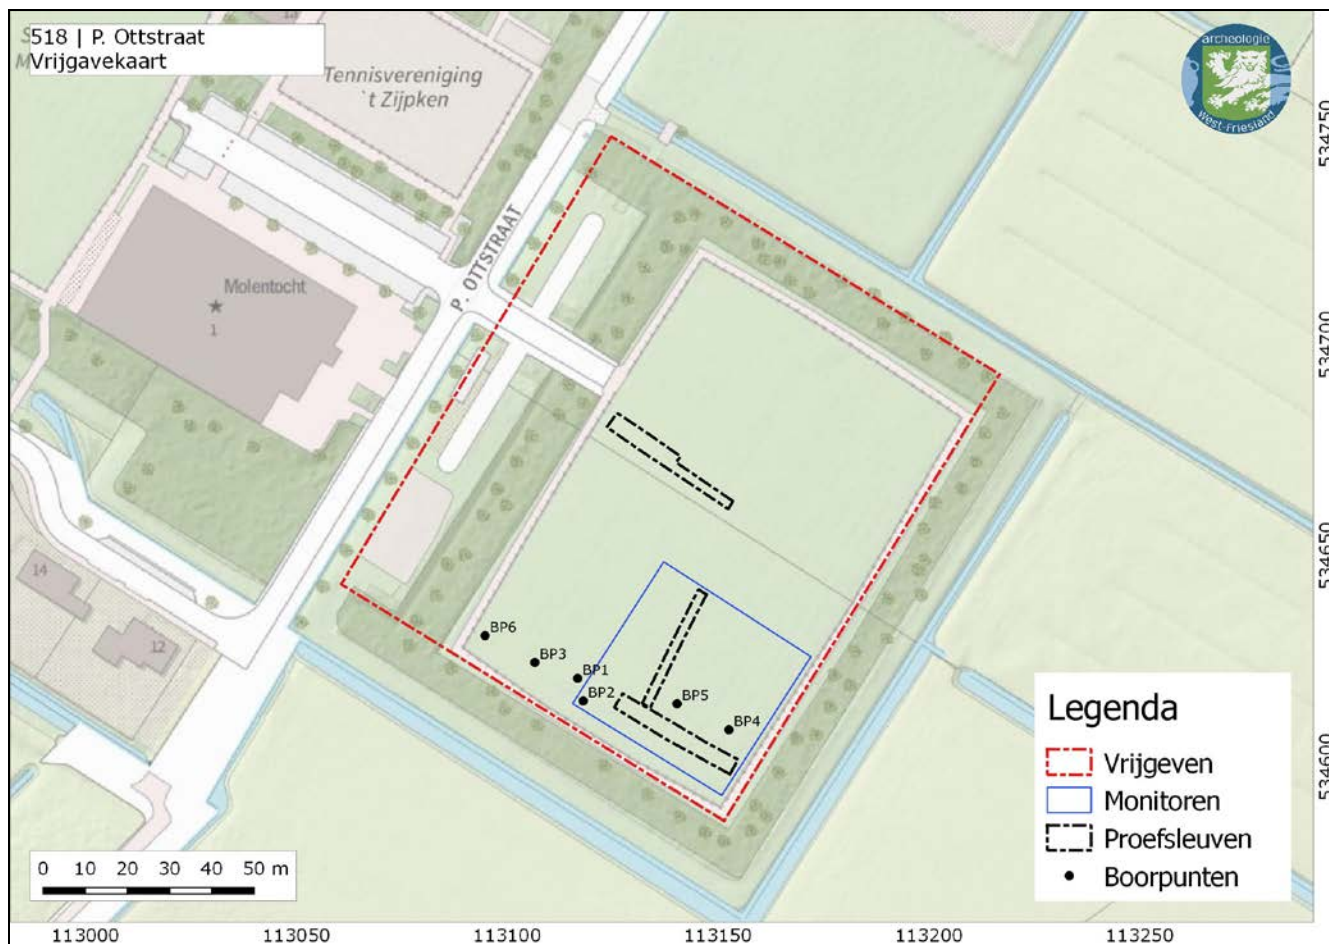 518 | P. Ottstraat
Vrijgavekaart
Tennisvereniging
't Zijpken
archeologie
West-Friesland
534750
P. OTTSTRAAT
Molentocht
1
534700
534650
14
12
BP6
BP3
BP1
BP2
BP5
BP4
534600
Legenda
Vrijgeven
Monitoren
Proefsleuven
Boorpunten
0 10 20 30 40 50 m
113000 113050 113100 113150 113200 113250